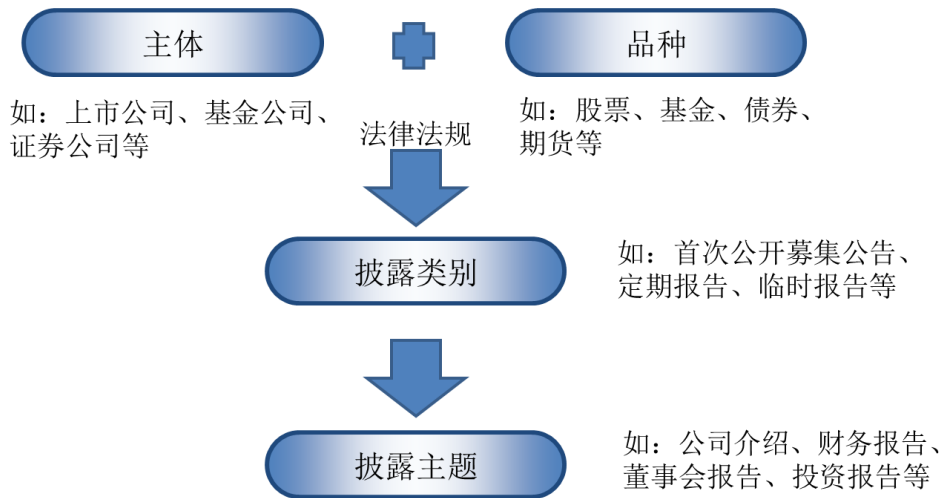 主体
品种
如：上市公司、基金公司、
证券公司等
法律法规
如：股票、基金、债券、
期货等
披露类别
如：首次公开募集公告、
定期报告、临时报告等
披露主题
如：公司介绍、财务报告、
董事会报告、投资报告等